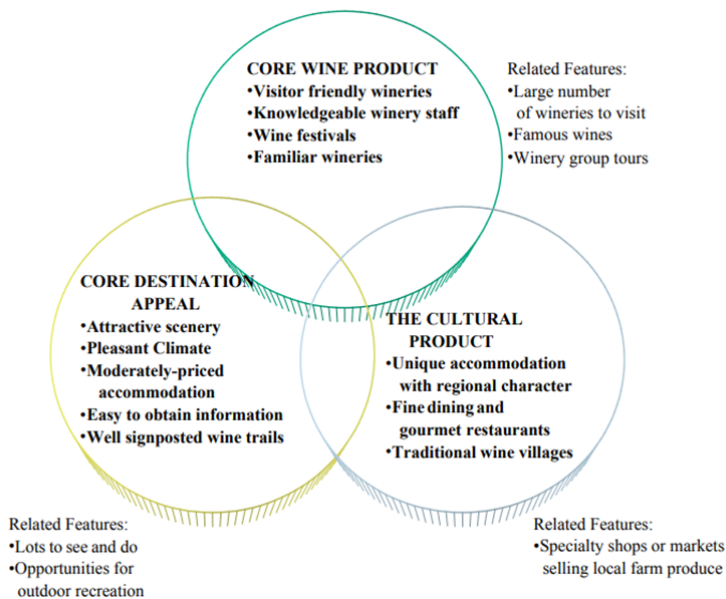 CORE WINE PRODUCT
•Visitor friendly wineries
•Knowledgeable winery staff
•Wine festivals
•Familiar wineries
Related Features:
•Large number
of wineries to visit
•Famous wines
•Winery group tours
CORE DESTINATION
APPEAL
•Attractive scenery
•Pleasant Climate
•Moderately-priced
accommodation
•Easy to obtain information
•Well signposted wine trails
THE CULTURAL
PRODUCT
•Unique accommodation
with regional character
•Fine dining and
gourmet restaurants
•Traditional wine villages
Related Features:
•Lots to see and do
•Opportunities for
outdoor recreation
Related Features:
•Specialty shops or markets
selling local farm produce